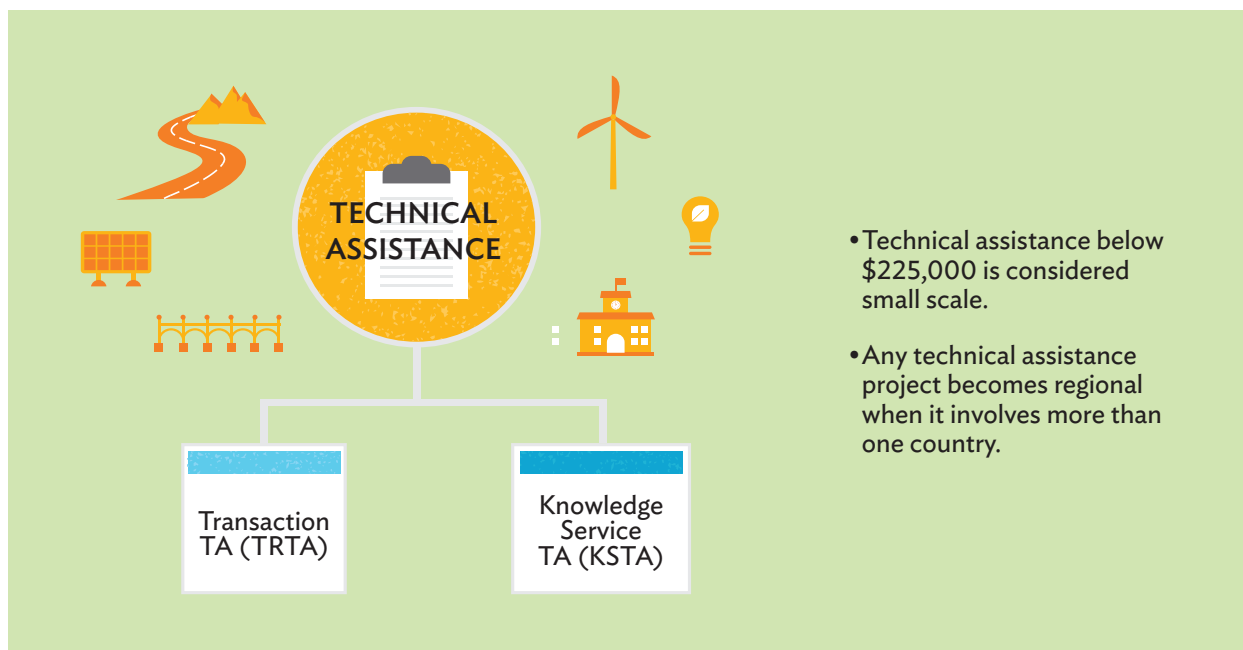 TECHNICAL
ASSISTANCE
Transaction
TA (TRTA)
Knowledge
Service
TA (KSTA)
•Technical assistance below
$225,000 is considered
small scale.
•Any technical assistance
project becomes regional
when it involves more than
one country.